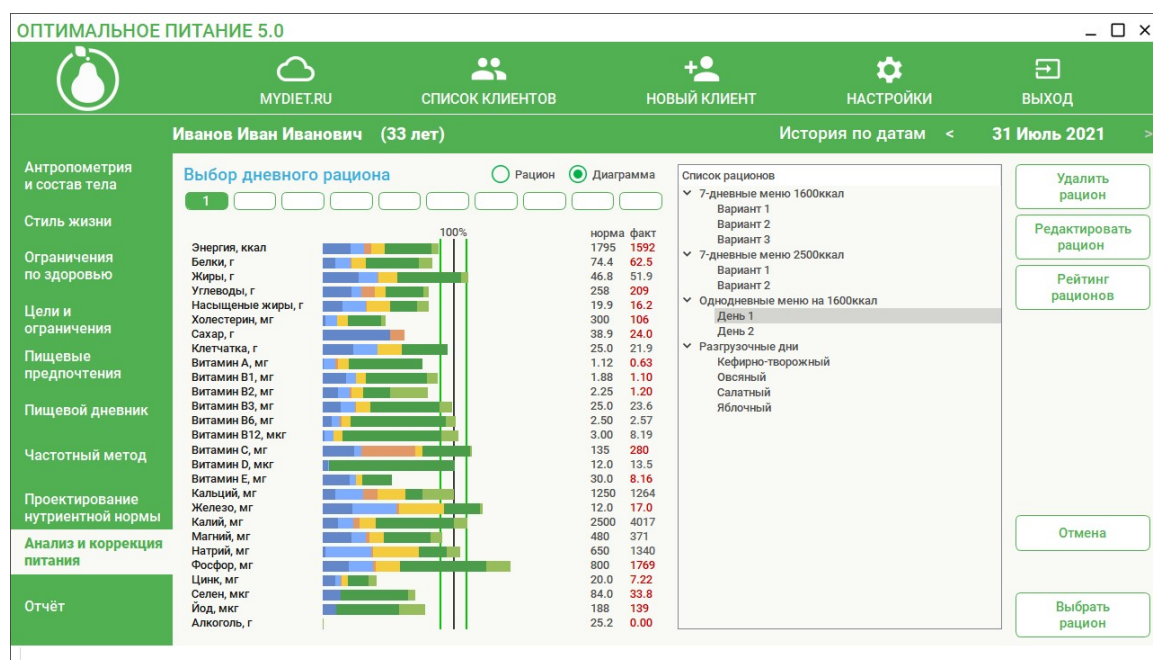 ОПТИМАЛЬНОЕ ПИТАНИЕ 5.0
MYDIET.RU СПИСОК КЛИЕНТОВ НОВЫЙ КЛИЕНТ НАСТРОЙКИ ВЫХОД
Иванов Иван Иванович (33 лет) История по датам < 31 Июль 2021 >
Антропометрия
и состав тела
Стиль жизни
Ограничения
по здоровью
Цели и
ограничения
Пищевые
предпочтения
Пищевой дневник
Частотный метод
Проектирование
нутриентной нормы
Анализ и коррекция
питания
Отчёт
Выбор дневного рациона Рацион Диаграмма
1
100% норма факт
Энергия, ккал 1795 1592
Белки, г 74.4 62.5
Жиры, г 46.8 51.9
Углеводы, г 258 209
Насыщеные жиры, г 19.9 16.2
Холестерин, мг 300 106
Сахар, г 38.9 24.0
Клетчатка, г 25.0 21.9
Витамин А, мг 1.12 0.63
Витамин В1, мг 1.88 1.10
Витамин В2, мг 2.25 1.20
Витамин В3, мг 25.0 23.6
Витамин В6, мг 2.50 2.57
Витамин В12, мкг 3.00 8.19
Витамин С, мг 135 280
Витамин D, мкг 12.0 13.5
Витамин Е, мг 30.0 8.16
Кальций, мг 1250 1264
Железо, мг 12.0 17.0
Калий, мг 2500 4017
Магний, мг 480 371
Натрий, мг 650 1340
Фосфор, мг 800 1769
Цинк, мг 20.0 7.22
Селен, мкг 84.0 33.8
Йод, мкг 188 139
Алкоголь, г 25.2 0.00
Список рационов
7-дневные меню 1600ккал
Вариант 1
Вариант 2
Вариант 3
7-дневные меню 2500ккал
Вариант 1
Вариант 2
Однодневные меню на 1600ккал
День 1
День 2
Разгрузочные дни
Кефирно-творожный
Овсяный
Салатный
Яблочный
Удалить
рацион
Редактировать
рацион
Рейтинг
рационов
Отмена
Выбрать
рацион